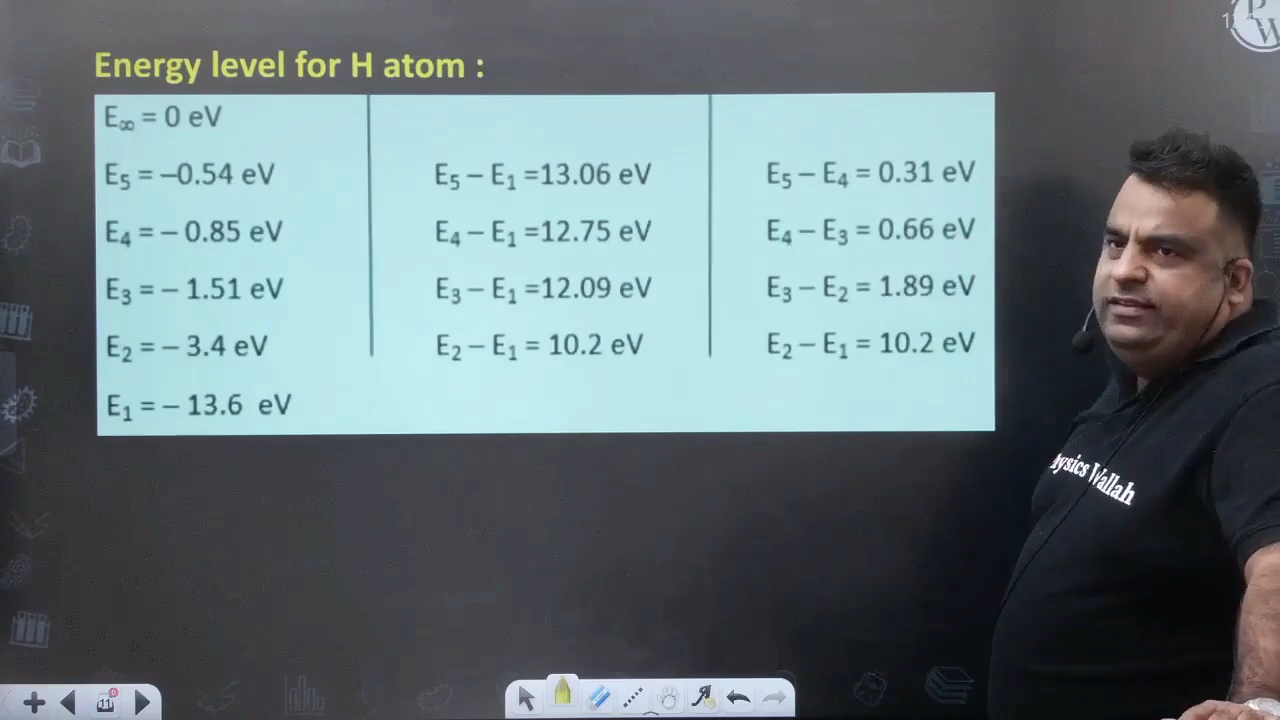 Energy level for H atom :
E∞ = 0 eV
E₅ = –0.54 eV
E₄ = – 0.85 eV
E₃ = – 1.51 eV
E₂ = – 3.4 eV
E₁ = – 13.6 eV
E₅ – E₁ =13.06 eV
E₄ – E₁ =12.75 eV
E₃ – E₁ =12.09 eV
E₂ – E₁ = 10.2 eV
E₅ – E₄ = 0.31 eV
E₄ – E₃ = 0.66 eV
E₃ – E₂ = 1.89 eV
E₂ – E₁ = 10.2 eV
P
W
hysics Wallah
11